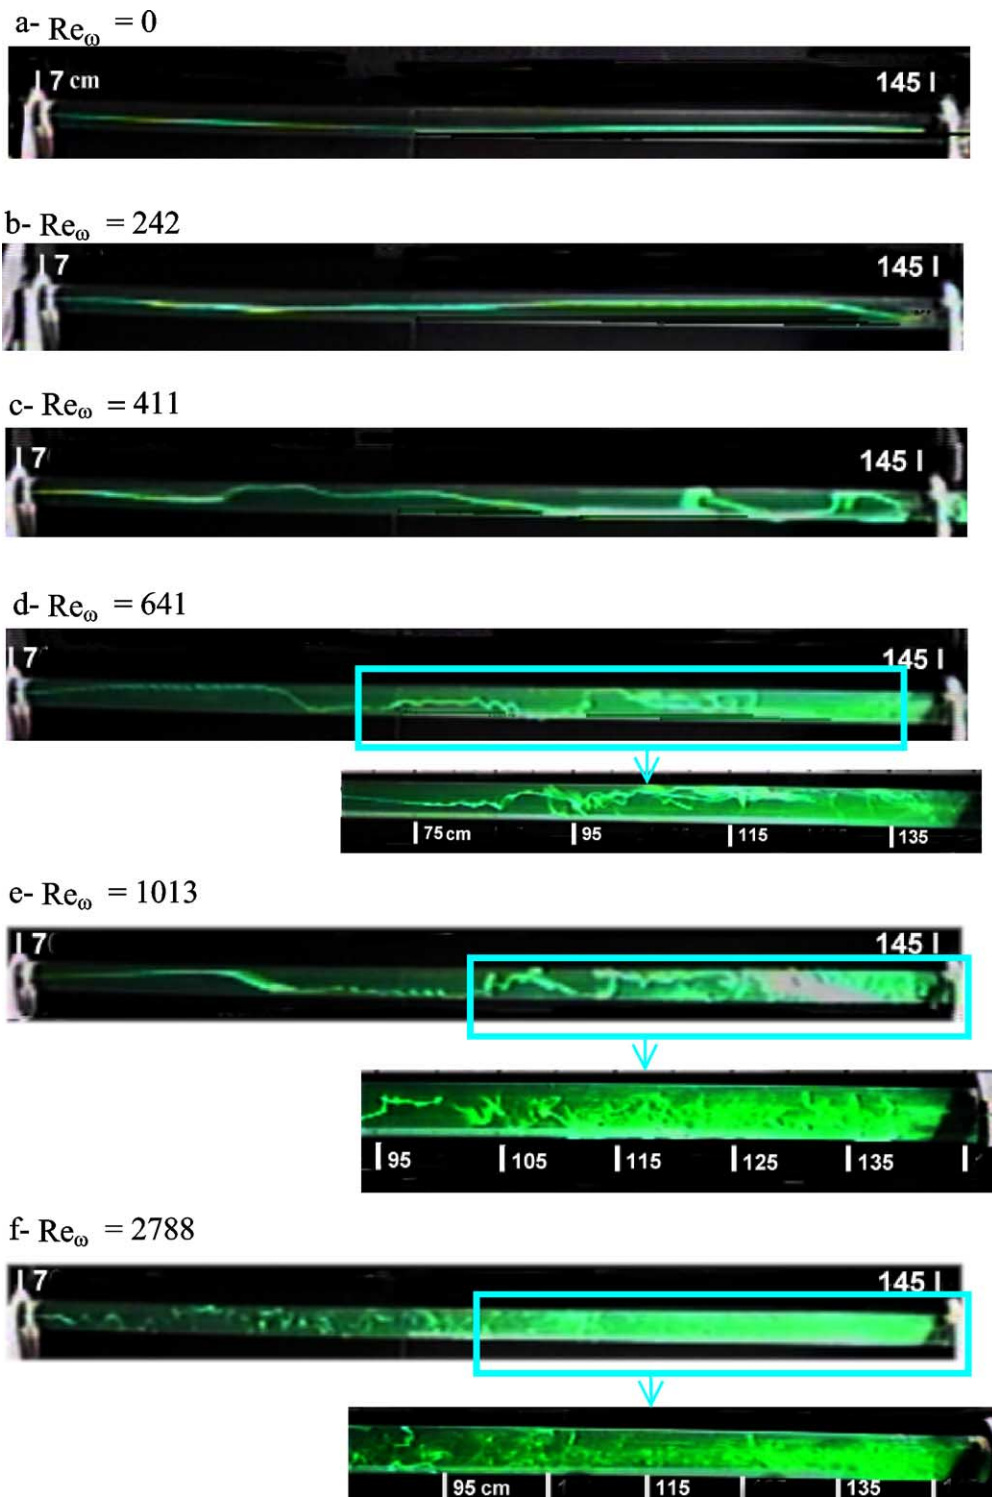 a- Reω = 0
7 cm 145
b- Reω = 242
7 145
c- Reω = 411
7 145
d- Reω = 641
7 145
75 cm 95 115 135
e- Reω = 1013
7 145
95 105 115 125 135
f- Reω = 2788
7 145
95 cm 115 135